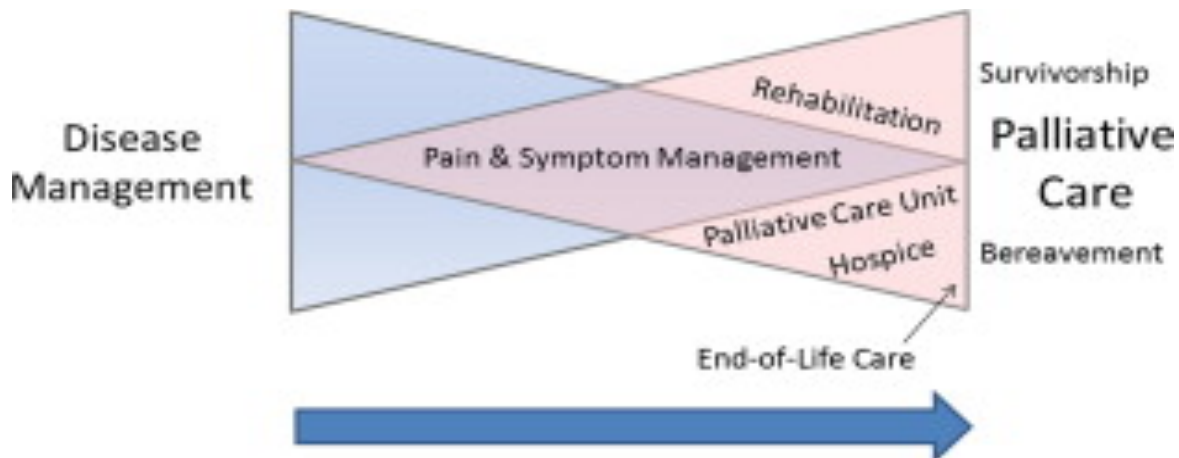 Disease
Management
Pain & Symptom Management
Rehabilitation
Palliative Care Unit
Hospice
End-of-Life Care
Survivorship
Palliative
Care
Bereavement